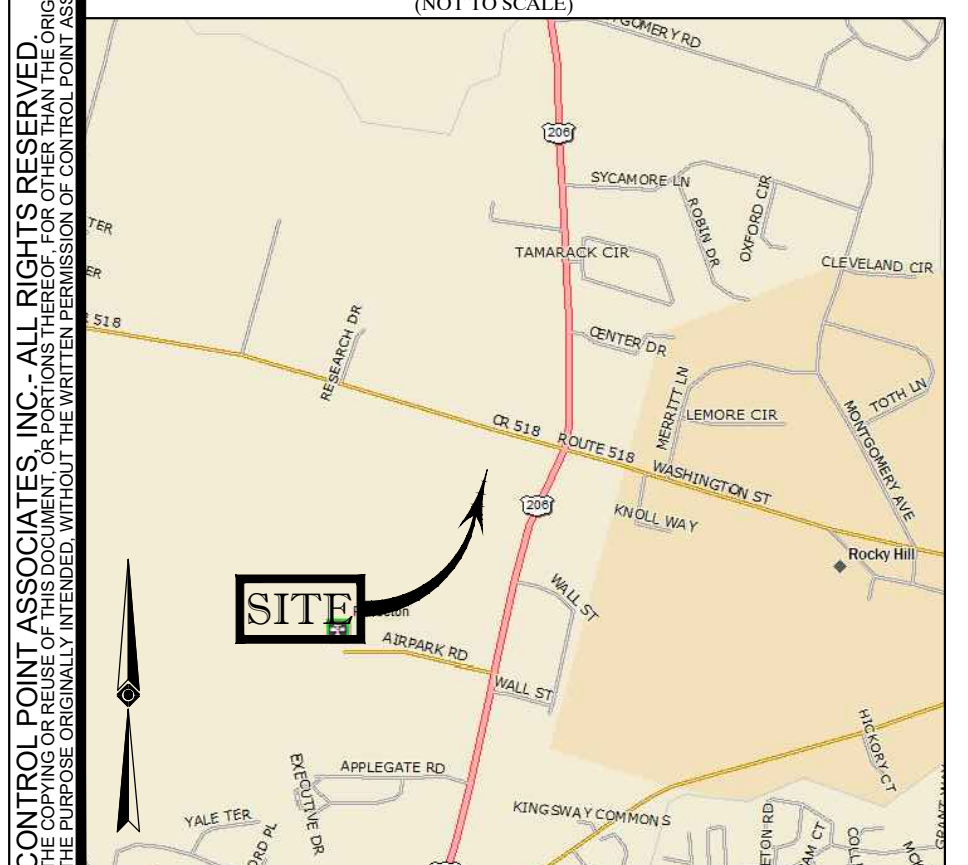 (NOT TO SCALE)
CONTROL POINT ASSOCIATES, INC.- ALL RIGHTS RESERVED.
THE COPYING OR REUSE OF THIS DOCUMENT, OR PORTIONS THEREOF, FOR OTHER THAN THE
THE PURPOSE ORIGINALLY INTENDED, WITHOUT THE WRITTEN PERMISSION OF CONTROL POINT
206
SYCAMORE LN
ROBIN DR
OXFORD CIR
TAMARACK CIR
CLEVELAND CIR
518
RESEARCH DR
CENTER DR
MERRITT LN
LEMORE CIR
TOTH LN
MONTGOMERY AVE
CR 518
ROUTE 518
WASHINGTON ST
206
KNOLL WAY
Rocky Hill
SITE
WALL ST
AIRPARK RD
WALL ST
HICKORY CT
APPLEGATE RD
EXECUTIVE DR
KINGSWAY COMMONS
YALE TER